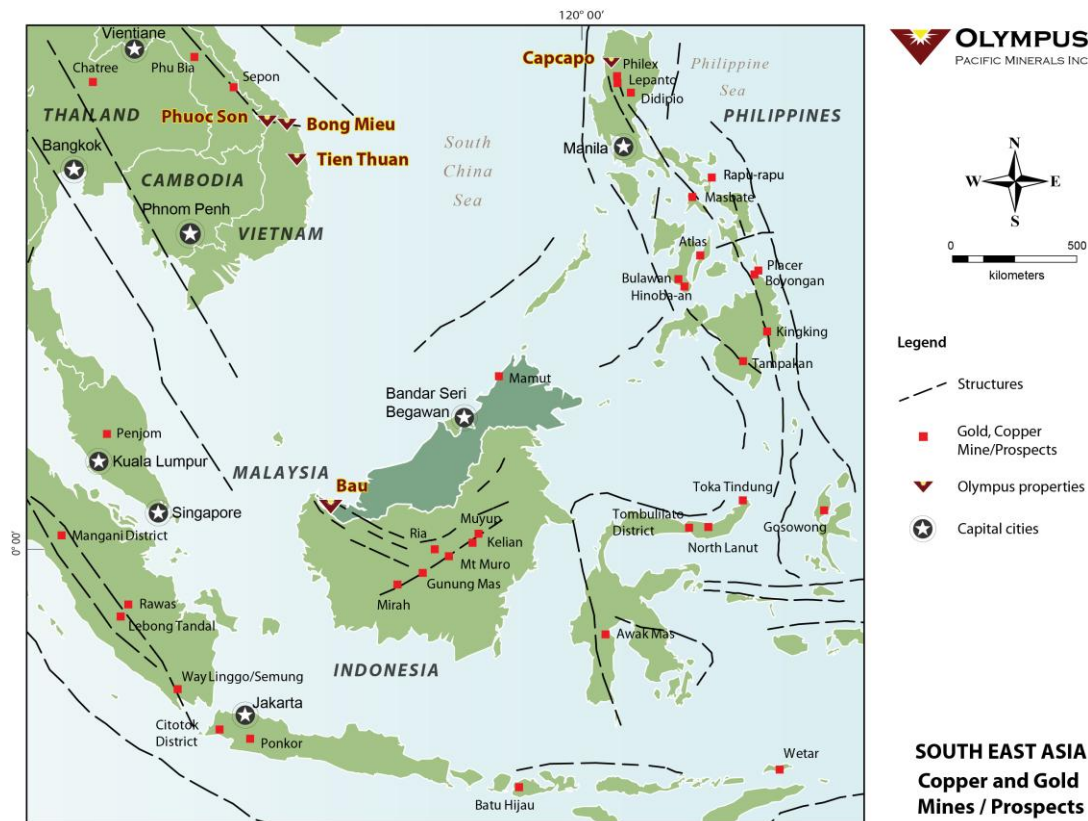 120° 00'
Vientiane
Chatree
Phu Bia
Sepon
THAILAND
Phuoc Son
Bong Mieu
Bangkok
Tien Thuan
CAMBODIA
Phnom Penh
VIETNAM
South
China
Sea
Capcapo
Philex
Lepanto
Didipio
Philippine
Sea
PHILIPPINES
Manila
Rapu-rapu
Masbate
Atlas
Bulawan
Hinoba-an
Placer
Boyongan
Kingking
Tampakan
Mamut
Bandar Seri
Begawan
Penjom
Kuala Lumpur
MALAYSIA
Bau
Singapore
Mangani District
0° 00'
Ria
Muyup
Kelian
Mt Muro
Gunung Mas
Mirah
Toka Tindung
Tombulilato
District
North Lanut
Gosowong
Rawas
Lebong Tandal
Awak Mas
INDONESIA
Way Linggo/Semung
Jakarta
Citotok
District
Ponkor
Batu Hijau
Wetar
OLYMPUS
PACIFIC MINERALS INC
N
W E
S
0 500
kilometers
Legend
Structures
Gold, Copper
Mine/Prospects
Olympus properties
Capital cities
SOUTH EAST ASIA
Copper and Gold
Mines / Prospects